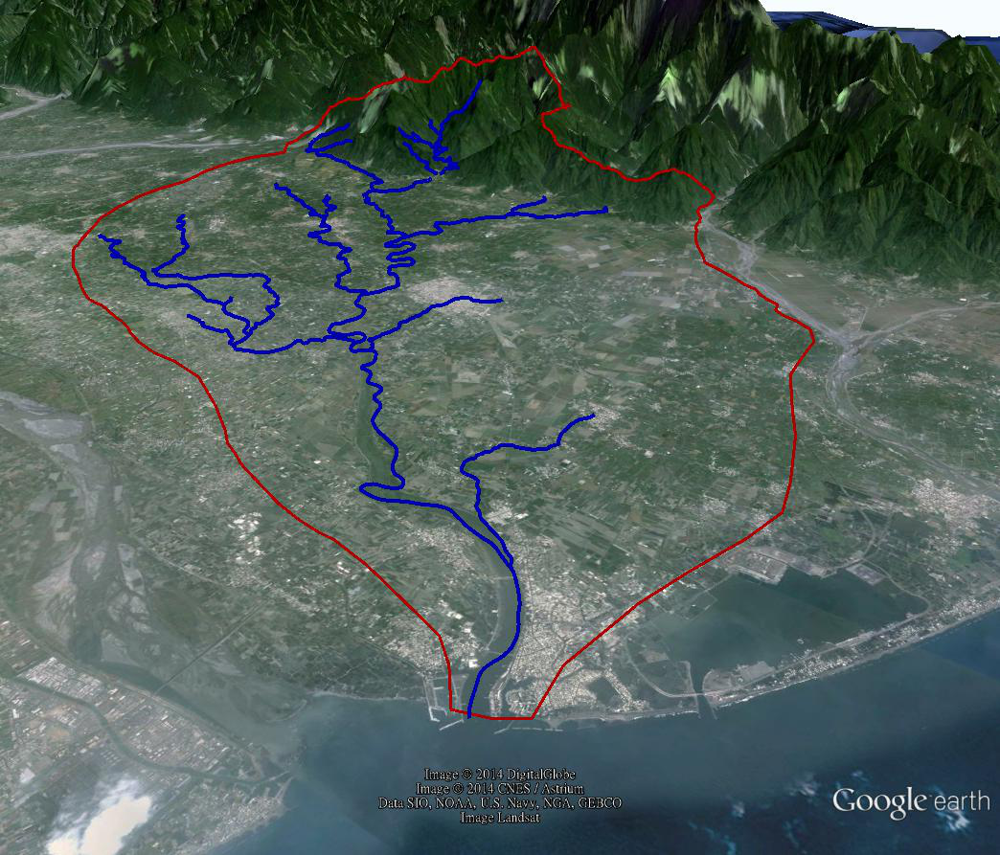 Image © 2014 DigitalGlobe
Image © 2014 CNES / Astrium
Data SIO, NOAA, U.S. Navy, NGA, GEBCO
Image Landsat
Google earth